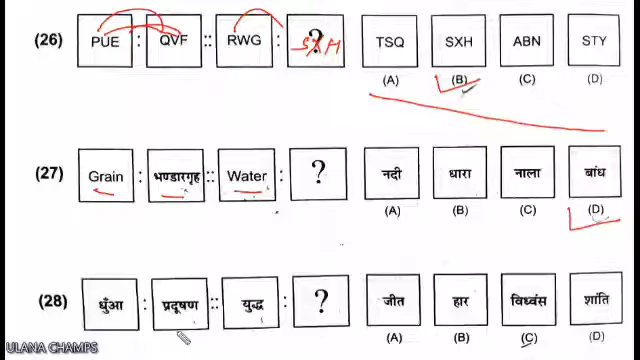 (26) PUE : QVF :: RWG : ? SXH TSQ SXH ABN STY
(A) (B) (C) (D)
(27) Grain : भण्डारगृह :: Water : ? नदी धारा नाला बांध
(A) (B) (C) (D)
(28) धुँआ : प्रदूषण :: युद्ध : ? जीत हार विध्वंस शांति
(A) (B) (C) (D)
ULANA CHAMPS